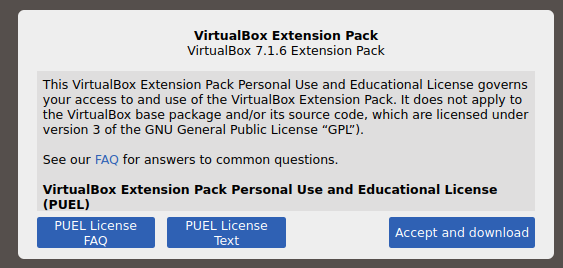 VirtualBox Extension Pack
VirtualBox 7.1.6 Extension Pack
This VirtualBox Extension Pack Personal Use and Educational License governs
your access to and use of the VirtualBox Extension Pack. It does not apply to
the VirtualBox base package and/or its source code, which are licensed under
version 3 of the GNU General Public License “GPL”).
See our FAQ for answers to common questions.
VirtualBox Extension Pack Personal Use and Educational License
(PUEL)
PUEL License
FAQ
PUEL License
Text
Accept and download